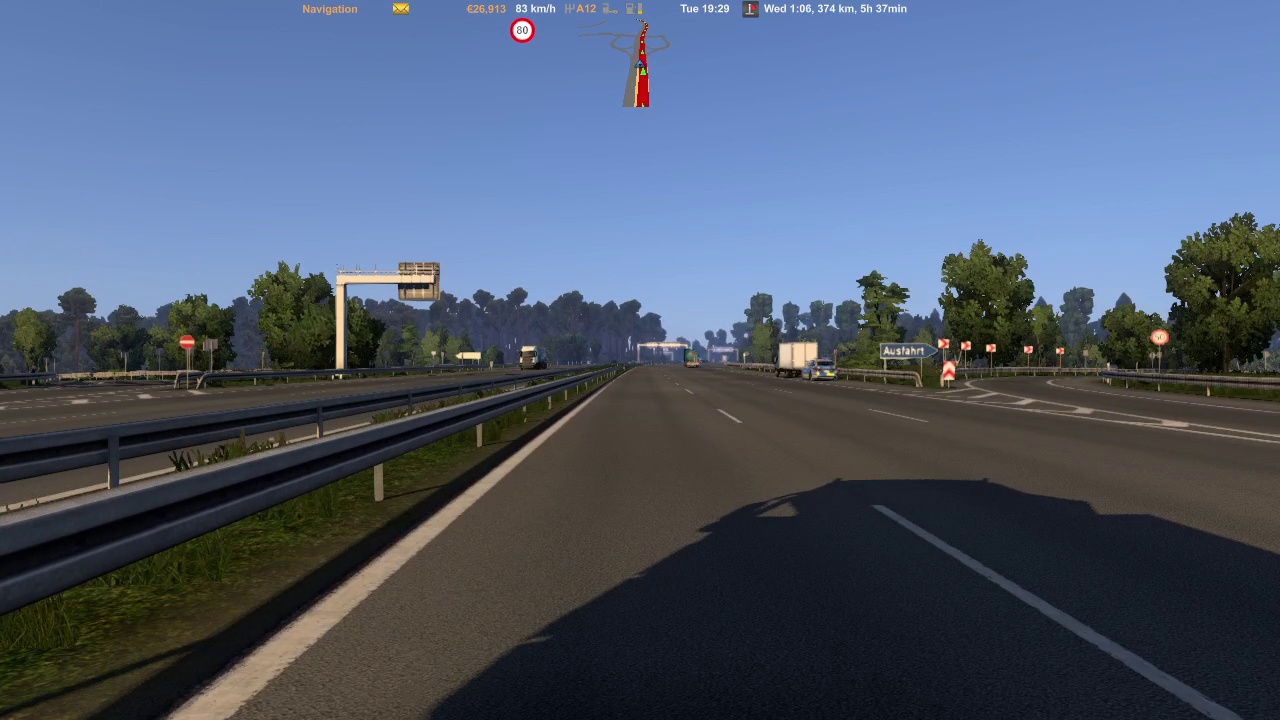 Navigation
€26,913
83 km/h
A12
Tue 19:29
Wed 1:06, 374 km, 5h 37min
80
Ausfahrt